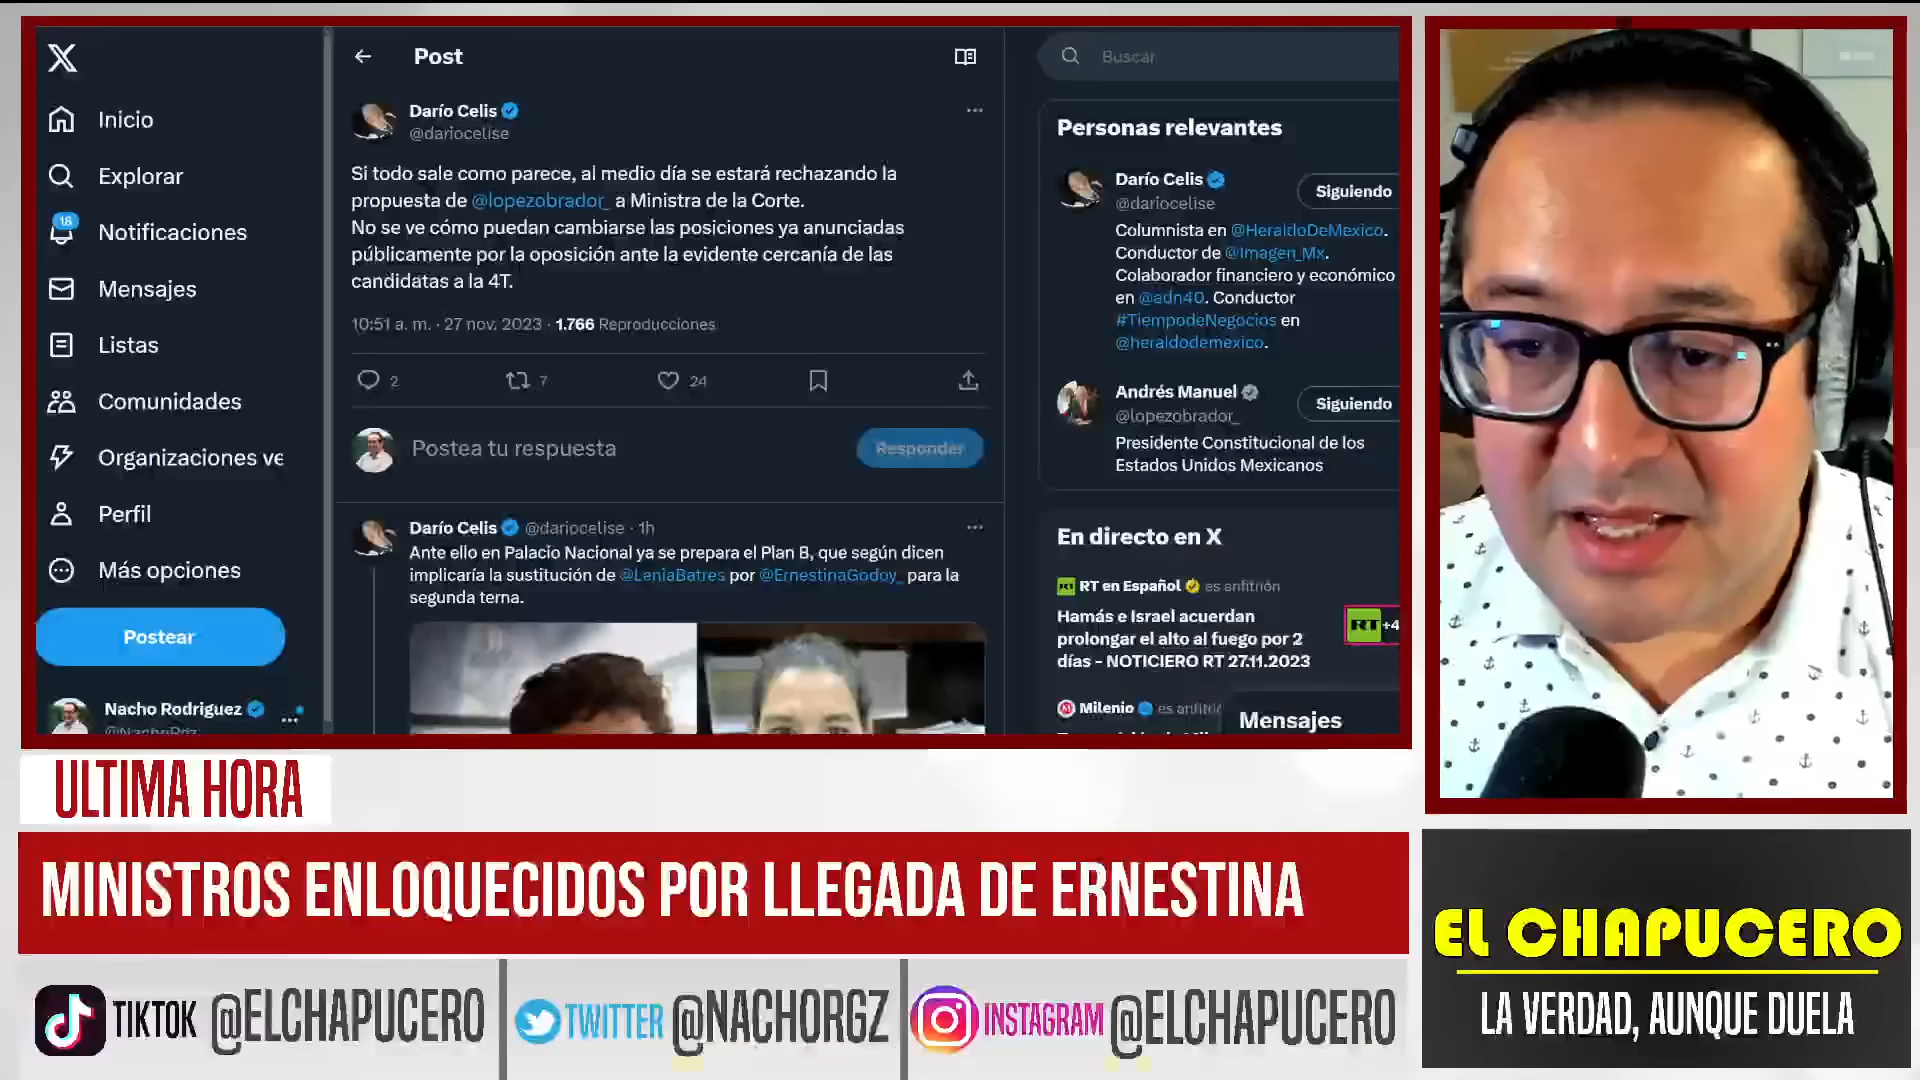 Inicio
Explorar
18
Notificaciones
Mensajes
Listas
Comunidades
Organizaciones ve
Perfil
Más opciones
Postear
Nacho Rodriguez
Post
Darío Celis
@dariocelise
Si todo sale como parece, al medio día se estará rechazando la
propuesta de @lopezobrador_ a Ministra de la Corte.
No se ve cómo puedan cambiarse las posiciones ya anunciadas
públicamente por la oposición ante la evidente cercanía de las
candidatas a la 4T.
10:51 a. m. · 27 nov. 2023 · 1.766 Reproducciones
2 7 24
Postea tu respuesta
Responder
Darío Celis @dariocelise · 1h
Ante ello en Palacio Nacional ya se prepara el Plan B, que según dicen
implicaría la sustitución de @LeniaBatres por @ErnestinaGodoy_ para la
segunda terna.
Buscar
Personas relevantes
Darío Celis
@dariocelise
Siguiendo
Columnista en @HeraldoDeMexico.
Conductor de @Imagen_Mx.
Colaborador financiero y económico
en @adn40. Conductor
#TiempodeNegocios en
@heraldodemexico.
Andrés Manuel
@lopezobrador_
Siguiendo
Presidente Constitucional de los
Estados Unidos Mexicanos
En directo en X
RT en Español es anfitrión
Hamás e Israel acuerdan
prolongar el alto al fuego por 2
días - NOTICIERO RT 27.11.2023
RT +4
Milenio es anfitric
Mensajes
ULTIMA HORA
MINISTROS ENLOQUECIDOS POR LLEGADA DE ERNESTINA
TIKTOK @ELCHAPUCERO
TWITTER @NACHORGZ
INSTAGRAM @ELCHAPUCERO
EL CHAPUCERO
LA VERDAD, AUNQUE DUELA